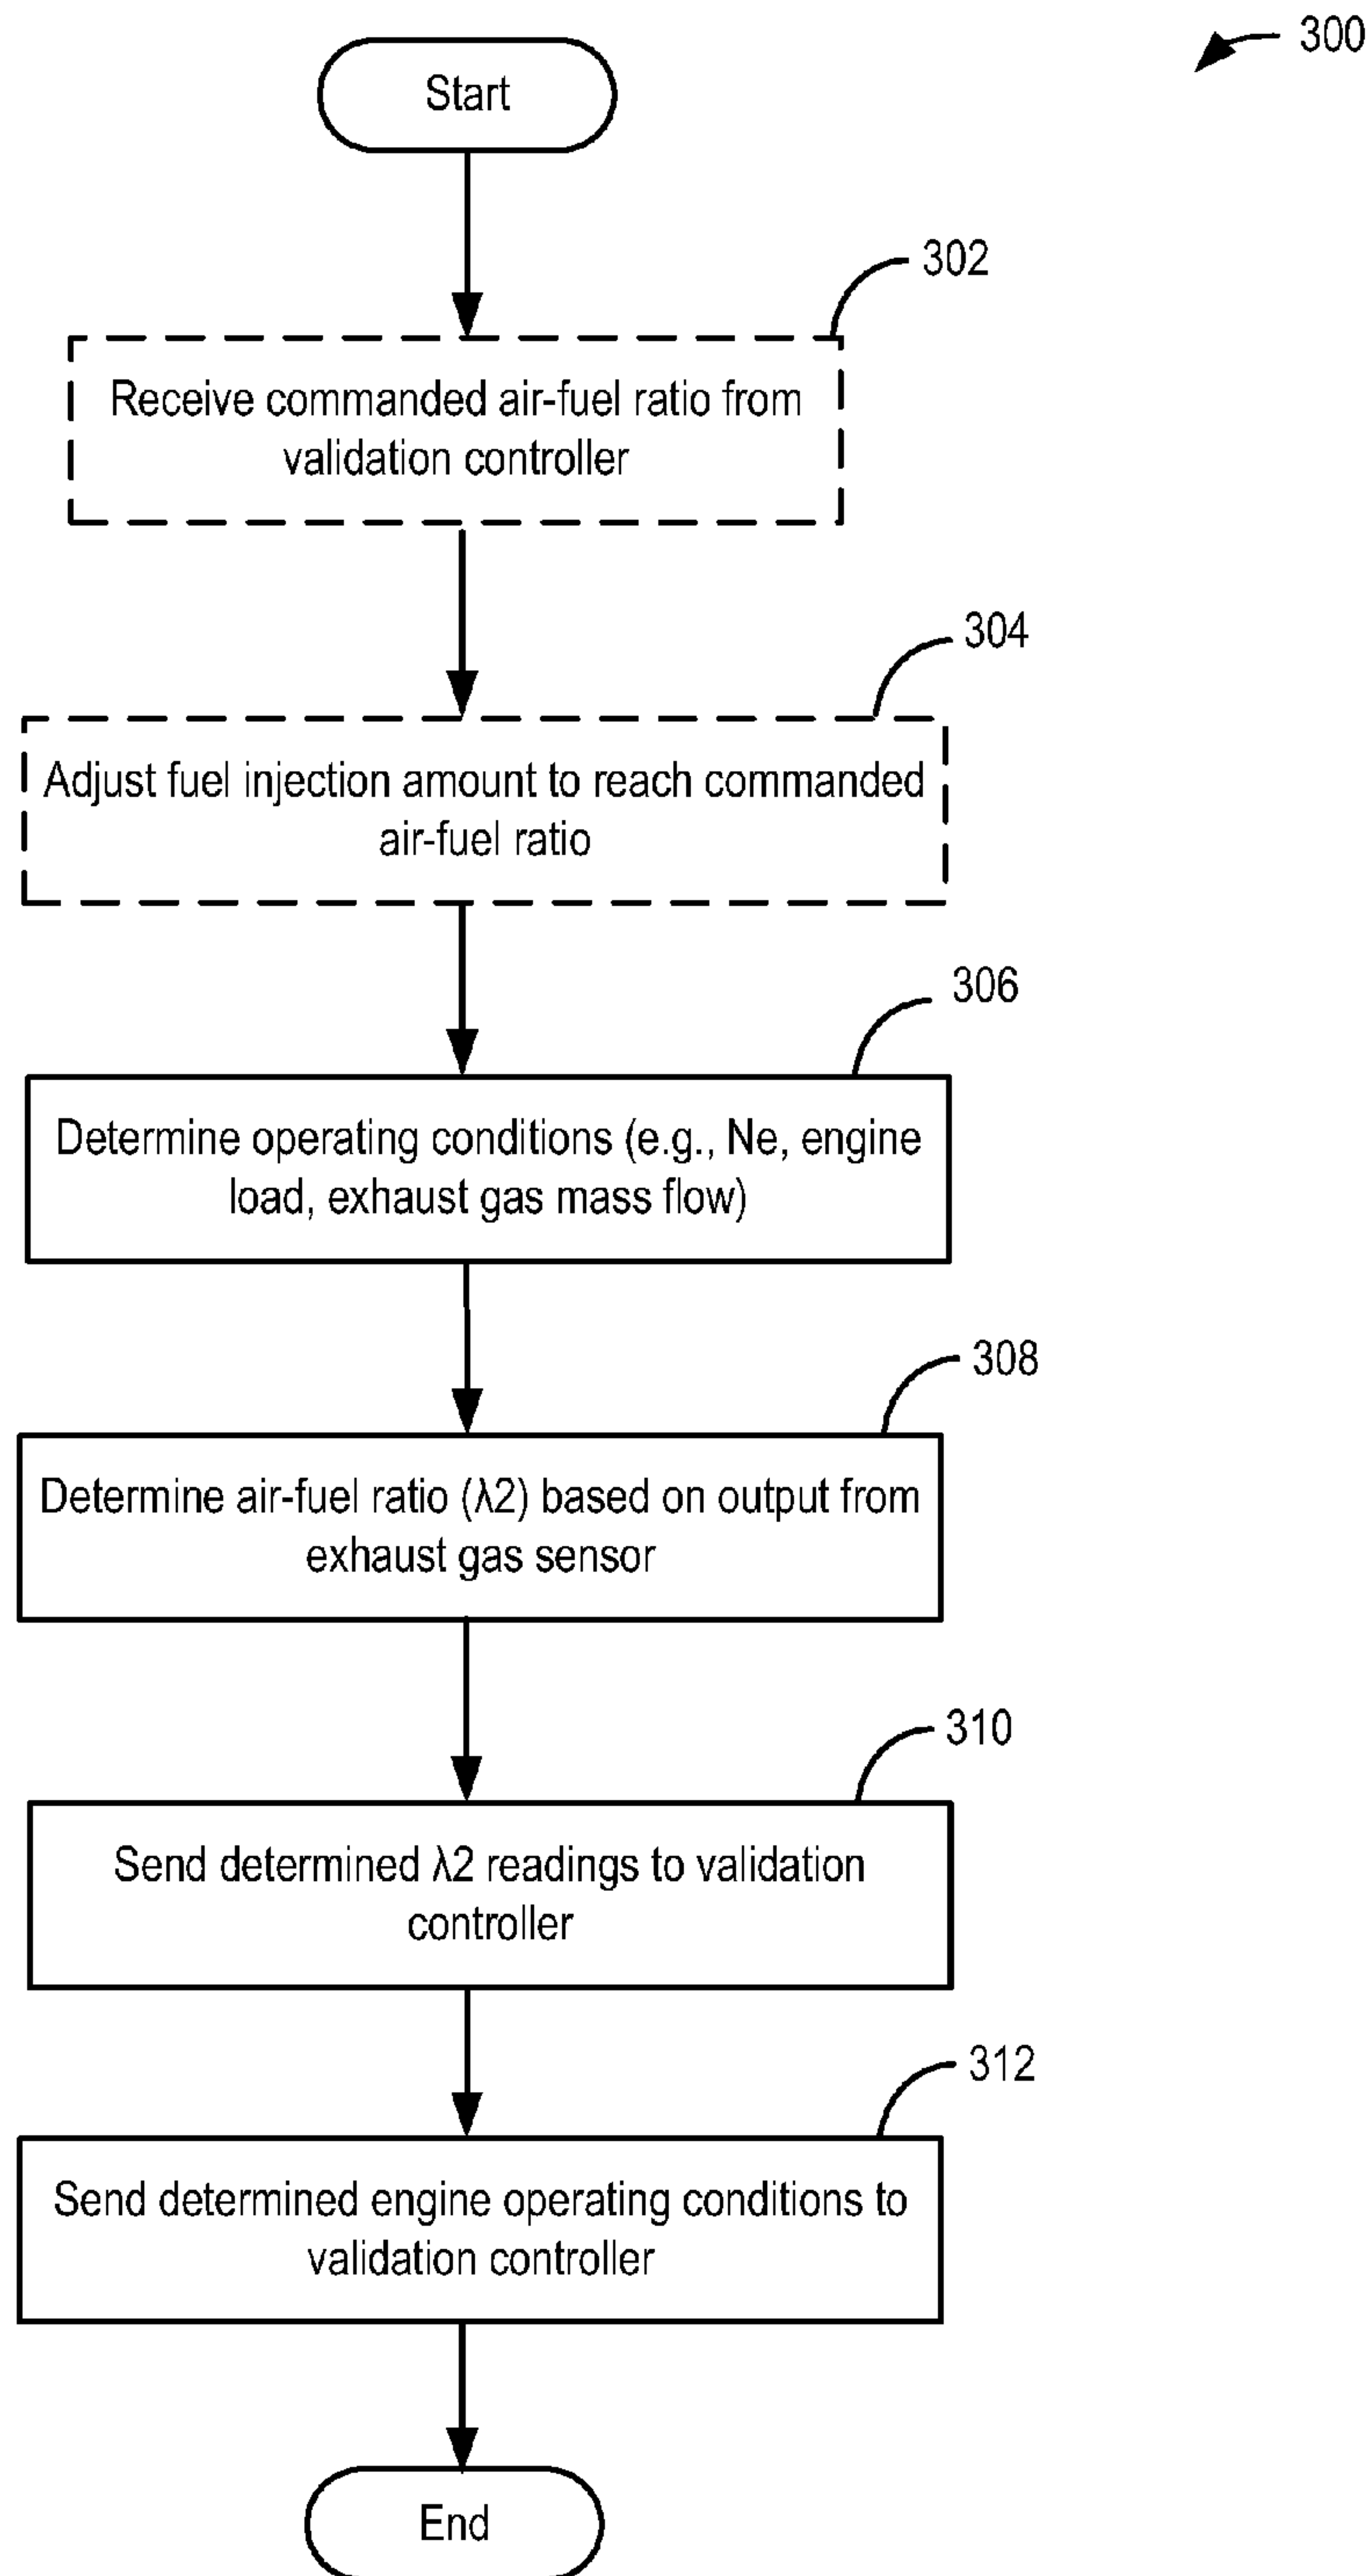 300
Start
302
Receive commanded air-fuel ratio from
validation controller
304
Adjust fuel injection amount to reach commanded
air-fuel ratio
306
Determine operating conditions (e.g., Ne, engine
load, exhaust gas mass flow)
308
Determine air-fuel ratio (λ2) based on output from
exhaust gas sensor
310
Send determined λ2 readings to validation
controller
312
Send determined engine operating conditions to
validation controller
End